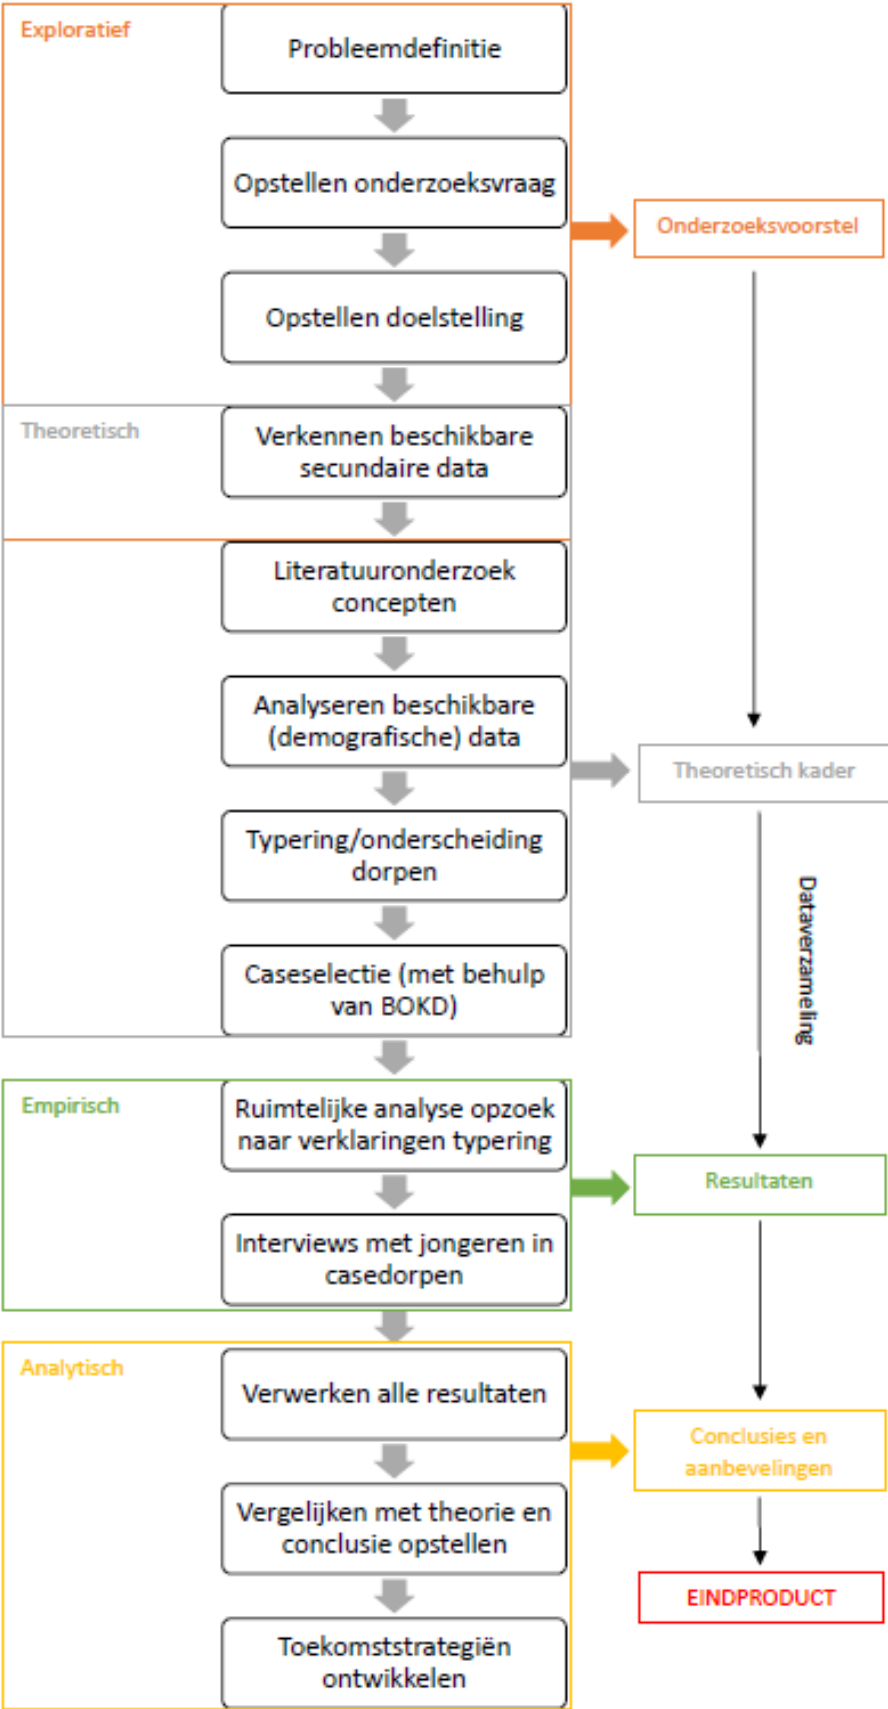 Exploratief
Probleemdefinitie
Opstellen onderzoeksvraag
Onderzoeksvoorstel
Opstellen doelstelling
Theoretisch
Verkennen beschikbare
secundaire data
Literatuuronderzoek
concepten
Analyseren beschikbare
(demografische) data
Theoretisch kader
Typering/onderscheiding
dorpen
Dataverzameling
Caseselectie (met behulp
van BOKD)
Empirisch
Ruimtelijke analyse opzoek
naar verklaringen typering
Resultaten
Interviews met jongeren in
casedorpen
Analytisch
Verwerken alle resultaten
Conclusies en
aanbevelingen
Vergelijken met theorie en
conclusie opstellen
EINDPRODUCT
Toekomststrategiën
ontwikkelen